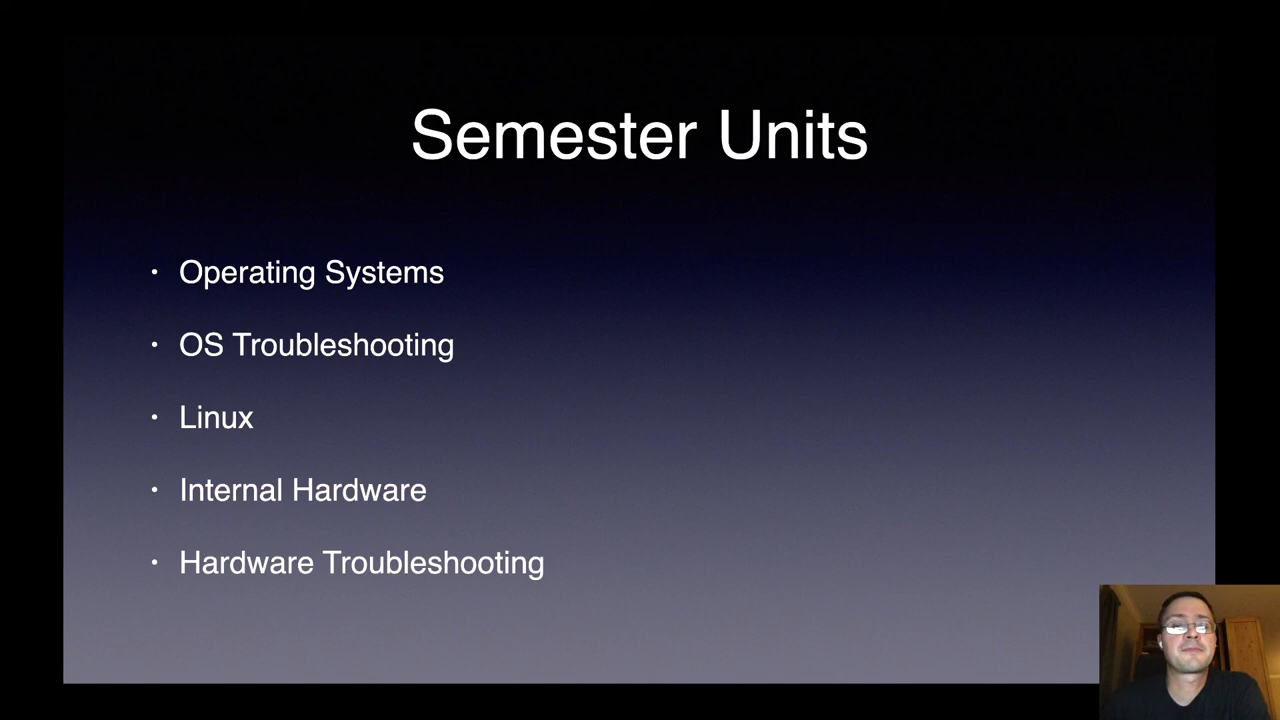 Semester Units
• Operating Systems
• OS Troubleshooting
• Linux
• Internal Hardware
• Hardware Troubleshooting